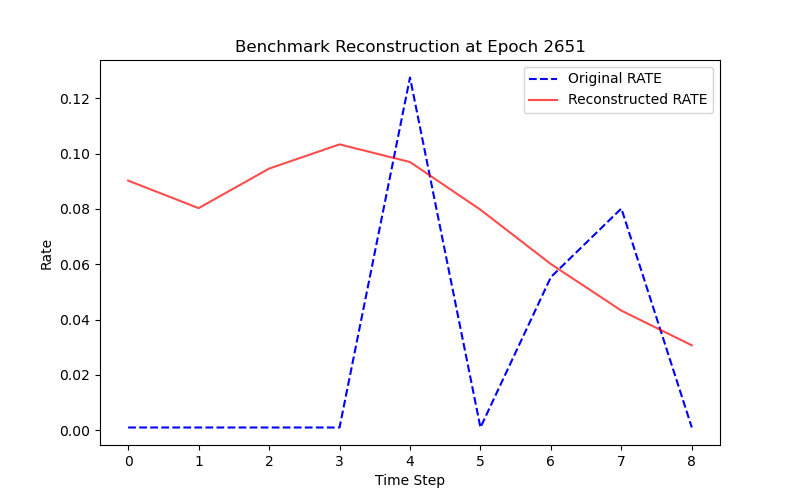 Benchmark Reconstruction at Epoch 2651
Original RATE
Reconstructed RATE
Rate
0.12
0.10
0.08
0.06
0.04
0.02
0.00
0 1 2 3 4 5 6 7 8
Time Step